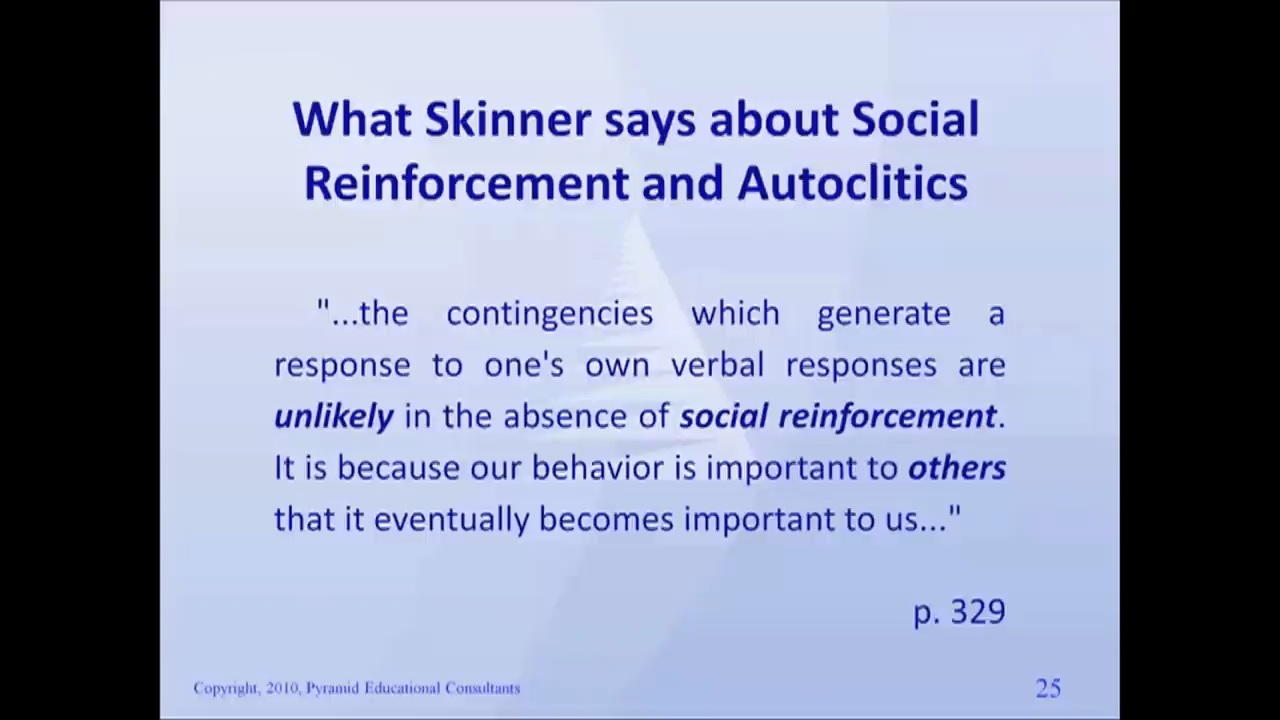 What Skinner says about Social
Reinforcement and Autoclitics
"...the contingencies which generate a
response to one's own verbal responses are
unlikely in the absence of social reinforcement.
It is because our behavior is important to others
that it eventually becomes important to us..."
p. 329
Copyright, 2010, Pyramid Educational Consultants
25